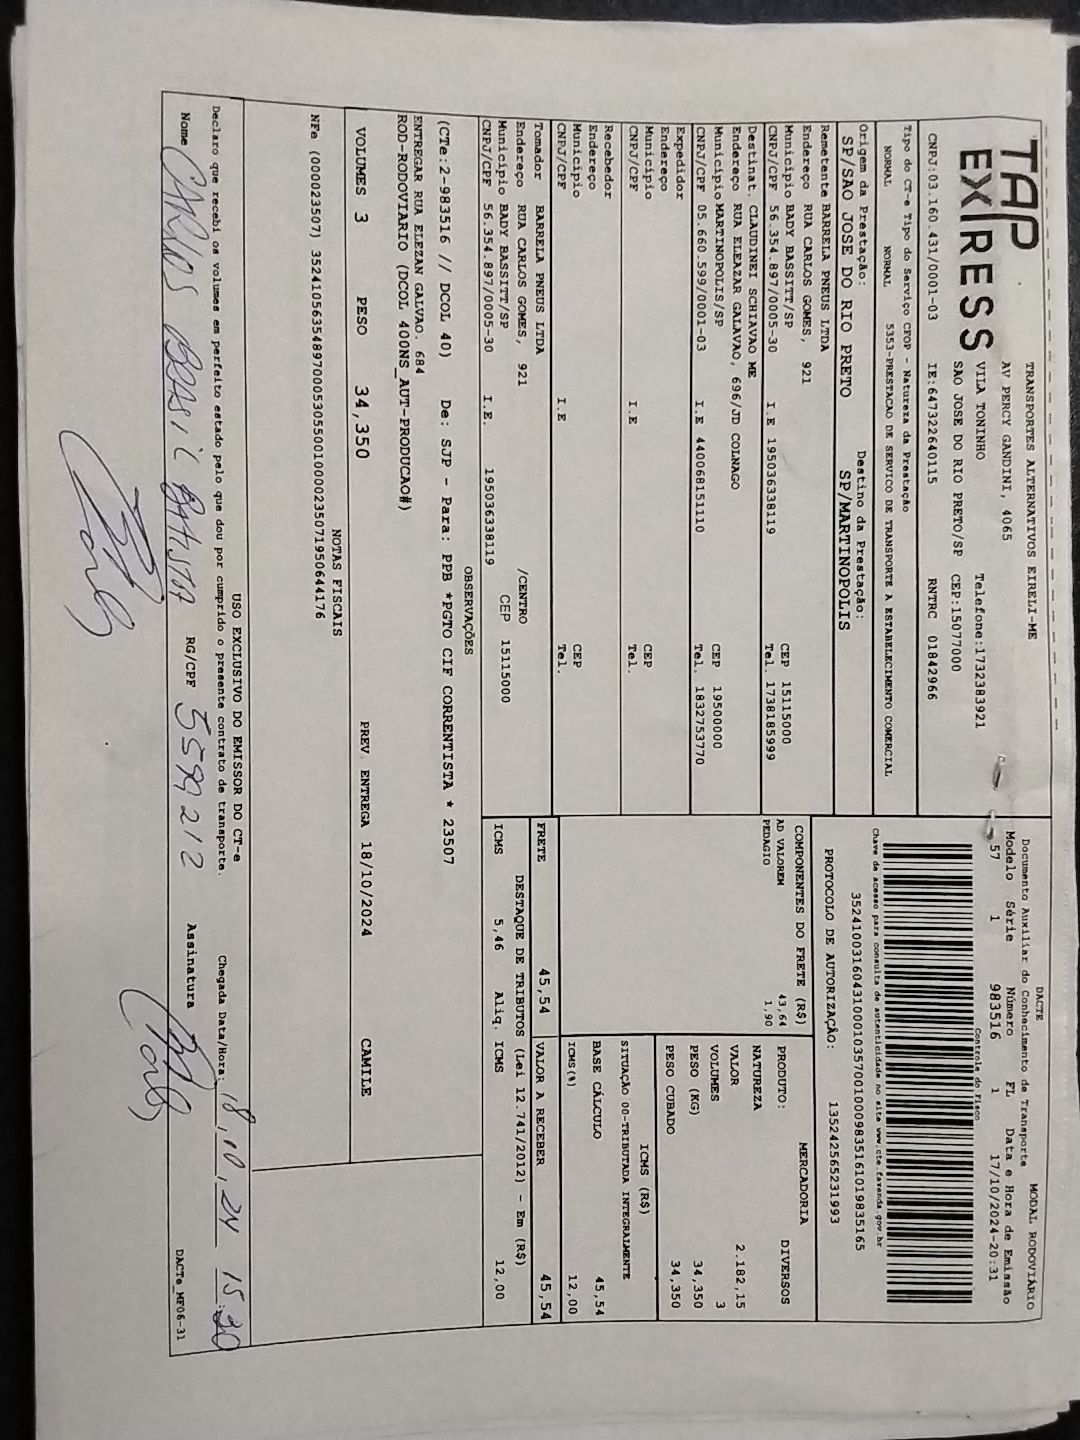 TAP EXPRESS
TRANSPORTES ALTERNATIVOS EIRELI-ME
AV PERCY GANDINI, 4065
VILA TONINHO Telefone:1732383921
SAO JOSE DO RIO PRETO/SP CEP:15077000
CNPJ:03.160.431/0001-03 IE:647322640115 RNTRC 01842966
DACTE MODAL RODOVIÁRIO
Documento Auxiliar do Conhecimento de Transporte
Modelo Série Número FL Data e Hora de Emissão
57 1 983516 1 17/10/2024-20:31
Controle do Fisco
Chave de acesso para consulta de autenticidade no site www.cte.fazenda.gov.br
35241003160431000103570010009835161019835165
PROTOCOLO DE AUTORIZAÇÃO: 135242565231993
Tipo do CT-e Tipo do Serviço CFOP - Natureza da Prestação
NORMAL NORMAL 5353-PRESTACAO DE SERVICO DE TRANSPORTE A ESTABELECIMENTO COMERCIAL
Origem da Prestação: Destino da Prestação:
SP/SAO JOSE DO RIO PRETO SP/MARTINOPOLIS
Remetente BARRELA PNEUS LTDA
Endereço RUA CARLOS GOMES, 921
Município BADY BASSITT/SP CEP 15115000
CNPJ/CPF 56.354.897/0005-30 I.E 195036338119 Tel. 1738185999
Destinat. CLAUDINEI SCHIAVAO ME
Endereço RUA ELEAZAR GALAVAO, 696/JD COLNAGO
Município MARTINOPOLIS/SP CEP 19500000
CNPJ/CPF 05.660.599/0001-03 I.E 440068151110 Tel. 1832753770
Expedidor
Endereço
Município CEP
CNPJ/CPF I.E Tel.
Recebedor
Endereço
Município CEP
CNPJ/CPF I.E Tel.
Tomador BARRELA PNEUS LTDA
Endereço RUA CARLOS GOMES, 921 /CENTRO
Município BADY BASSITT/SP CEP 15115000
CNPJ/CPF 56.354.897/0005-30 I.E. 195036338119
COMPONENTES DO FRETE (R$)
AD VALOREM 43,64
PEDAGIO 1,90
MERCADORIA
PRODUTO: DIVERSOS
NATUREZA
VALOR 2.182,15
VOLUMES 3
PESO (KG) 34,350
PESO CUBADO 34,350
ICMS (R$)
SITUAÇÃO 00-TRIBUTADA INTEGRALMENTE
BASE CÁLCULO 45,54
ICMS(%) 12,00
FRETE 45,54 VALOR A RECEBER 45,54
DESTAQUE DE TRIBUTOS (Lei 12.741/2012) - Em (R$)
ICMS 5,46 Aliq. ICMS 12,00
OBSERVAÇÕES
(CTe:2-983516 // DCOL 40) De: SJP - Para: PPB *PGTO CIF CORRENTISTA * 23507
ENTREGAR RUA ELEZAN GALVAO. 684
ROD-RODOVIARIO (DCOL 400NS_AUT-PRODUCAO#)
VOLUMES 3 PESO 34,350 PREV. ENTREGA 18/10/2024 CAMILE
NOTAS FISCAIS
NFe (000023507) 35241056354897000530550010000235071950644176
USO EXCLUSIVO DO EMISSOR DO CT-e
Declaro que recebi os volumes em perfeito estado pelo que dou por cumprido o presente contrato de transporte. Chegada Data/Hora: 18/10/24 15:30
Nome CARLOS BRASIL BATISTA RG/CPF 5599212 Assinatura
DACTe_MF06-31